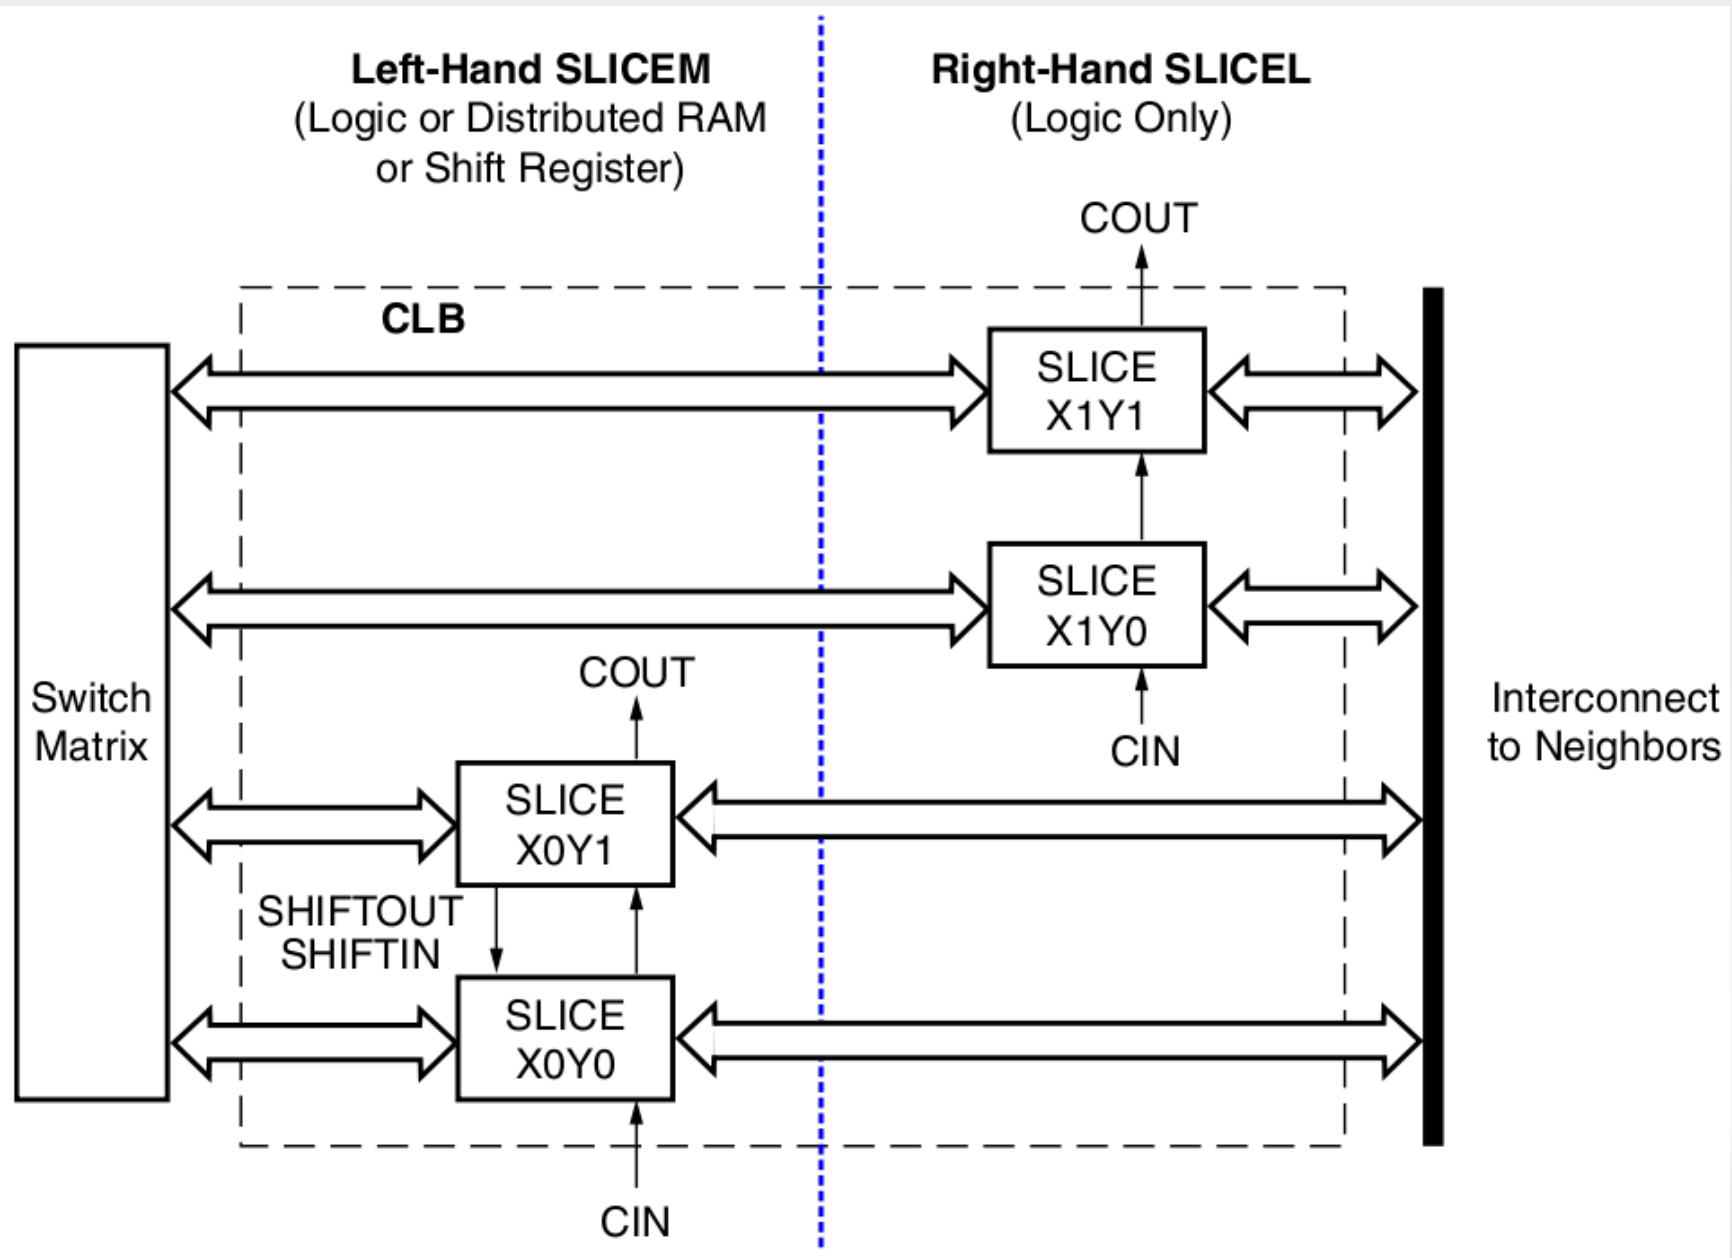 Left-Hand SLICEM
(Logic or Distributed RAM
or Shift Register)
Right-Hand SLICEL
(Logic Only)
COUT
CLB
SLICE
X1Y1
SLICE
X1Y0
CIN
Switch
Matrix
COUT
SLICE
X0Y1
SHIFTOUT
SHIFTIN
SLICE
X0Y0
CIN
Interconnect
to Neighbors